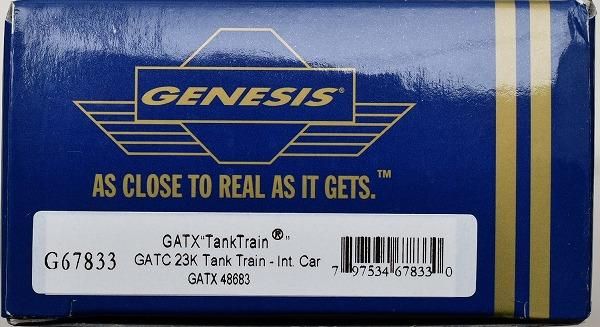 GENESIS®
AS CLOSE TO REAL AS IT GETS.™
G67833
GATX"TankTrain®"
GATC 23K Tank Train - Int. Car
GATX 48683
7 97534 67833 0